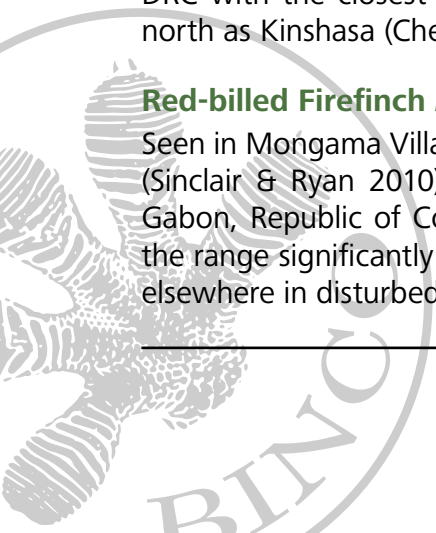 DRC with the closest
north as Kinshasa (Che
Red-billed Firefinch
Seen in Mongama Villa
(Sinclair & Ryan 2010)
Gabon, Republic of Co
the range significantly
elsewhere in disturbed
BINCO